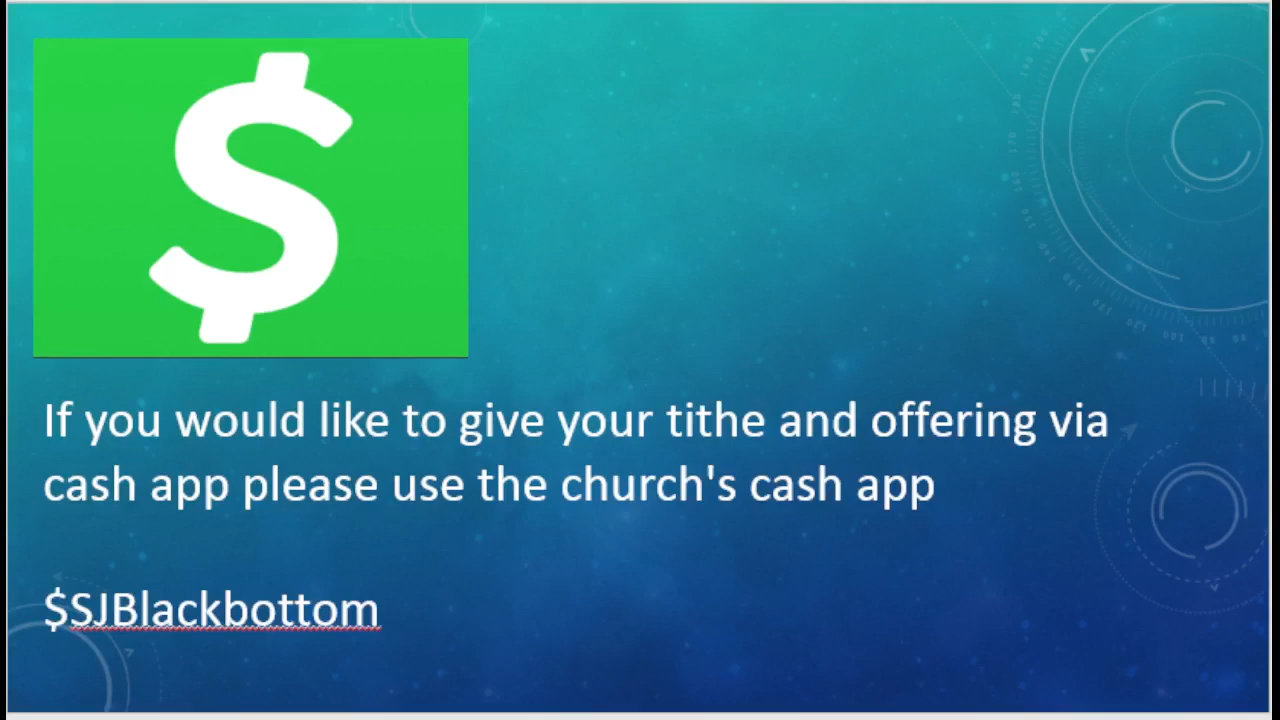 $
If you would like to give your tithe and offering via
cash app please use the church's cash app
$SJBlackbottom